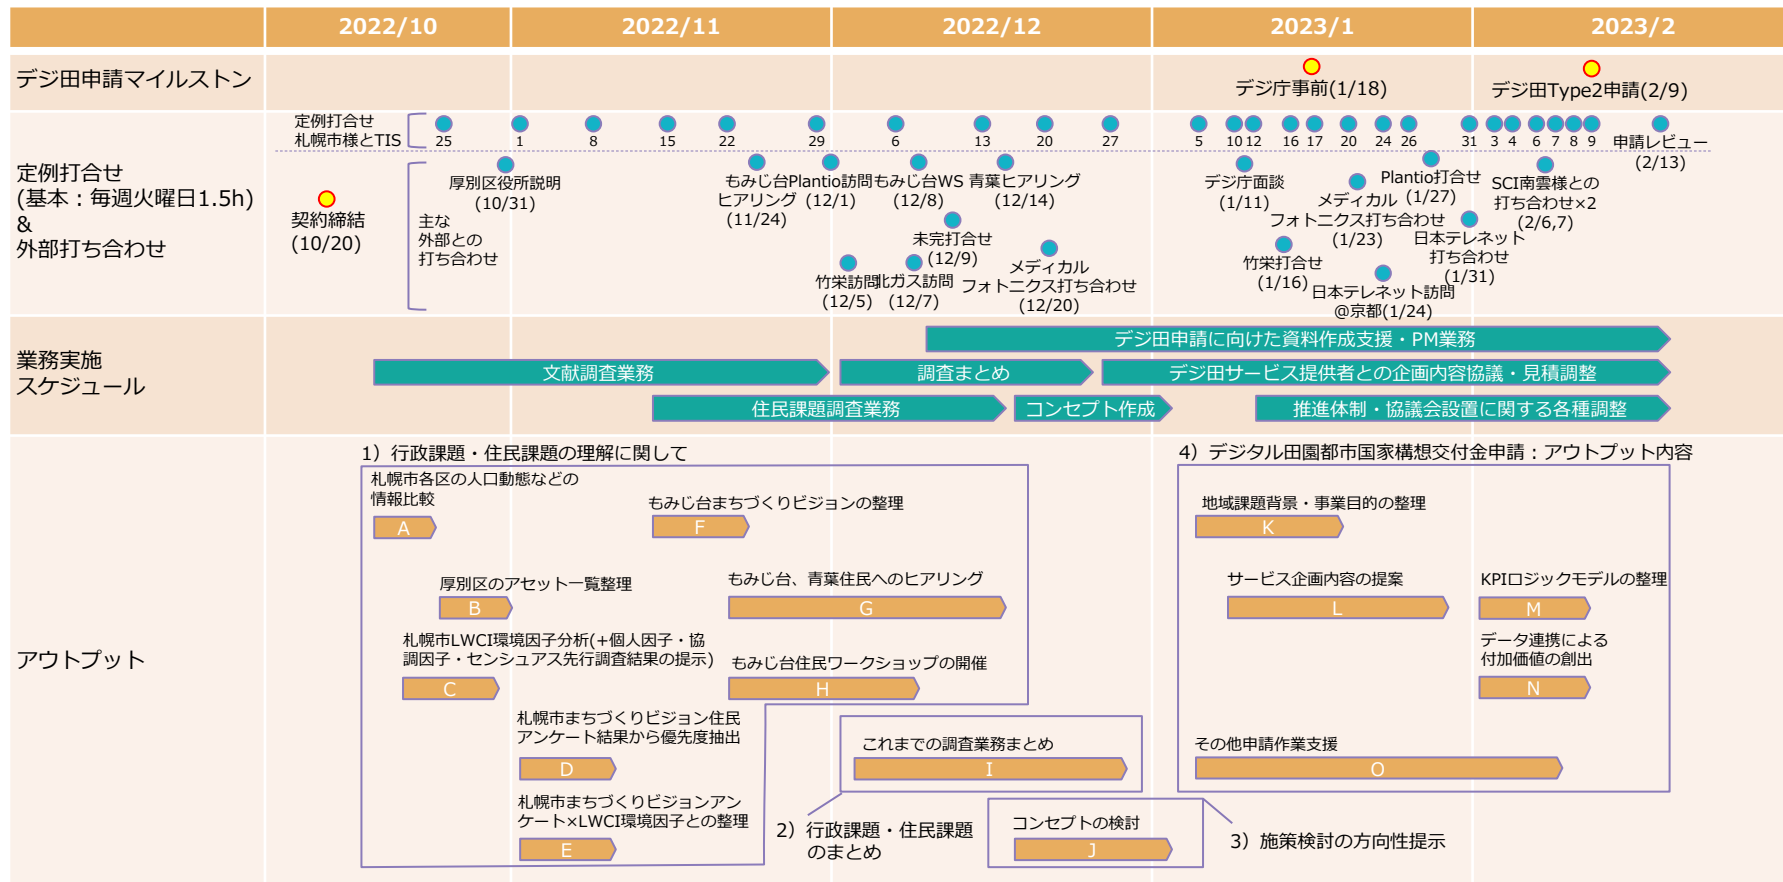 2022/10
2022/11
2022/12
2023/1
2023/2
デジ田申請マイルストン
デジ庁事前(1/18)
デジ田Type2申請(2/9)
定例打合せ
(基本：毎週火曜日1.5h)
&
外部打ち合わせ
定例打合せ
札幌市様とTIS
25
1
8
15
22
29
6
13
20
27
5
10
12
16
17
20
24
26
31
3
4
6
7
8
9
申請レビュー
(2/13)
契約締結
(10/20)
主な
外部との
打ち合わせ
厚別区役所説明
(10/31)
もみじ台
ヒアリング
(11/24)
Plantio訪問
(12/1)
もみじ台WS
(12/8)
青葉ヒアリング
(12/14)
未完打合せ
(12/9)
竹栄訪問
(12/5)
北ガス訪問
(12/7)
メディカル
フォトニクス打ち合わせ
(12/20)
デジ庁面談
(1/11)
メディカル
フォトニクス打ち合わせ
(1/23)
Plantio打合せ
(1/27)
SCI南雲様との
打ち合わせ×2
(2/6,7)
竹栄打合せ
(1/16)
日本テレネット訪問
@京都(1/24)
日本テレネット
打ち合わせ
(1/31)
業務実施
スケジュール
デジ田申請に向けた資料作成支援・PM業務
文献調査業務
調査まとめ
デジ田サービス提供者との企画内容協議・見積調整
住民課題調査業務
コンセプト作成
推進体制・協議会設置に関する各種調整
アウトプット
1）行政課題・住民課題の理解に関して
札幌市各区の人口動態などの
情報比較
A
厚別区のアセット一覧整理
B
札幌市LWCI環境因子分析(+個人因子・協
調因子・センシュアス先行調査結果の提示)
C
札幌市まちづくりビジョン住民
アンケート結果から優先度抽出
D
札幌市まちづくりビジョンアン
ケート×LWCI環境因子との整理
E
もみじ台まちづくりビジョンの整理
F
もみじ台、青葉住民へのヒアリング
G
もみじ台住民ワークショップの開催
H
これまでの調査業務まとめ
I
2）行政課題・住民課題
のまとめ
コンセプトの検討
J
3）施策検討の方向性提示
4）デジタル田園都市国家構想交付金申請：アウトプット内容
地域課題背景・事業目的の整理
K
サービス企画内容の提案
L
KPIロジックモデルの整理
M
データ連携による
付加価値の創出
N
その他申請作業支援
O